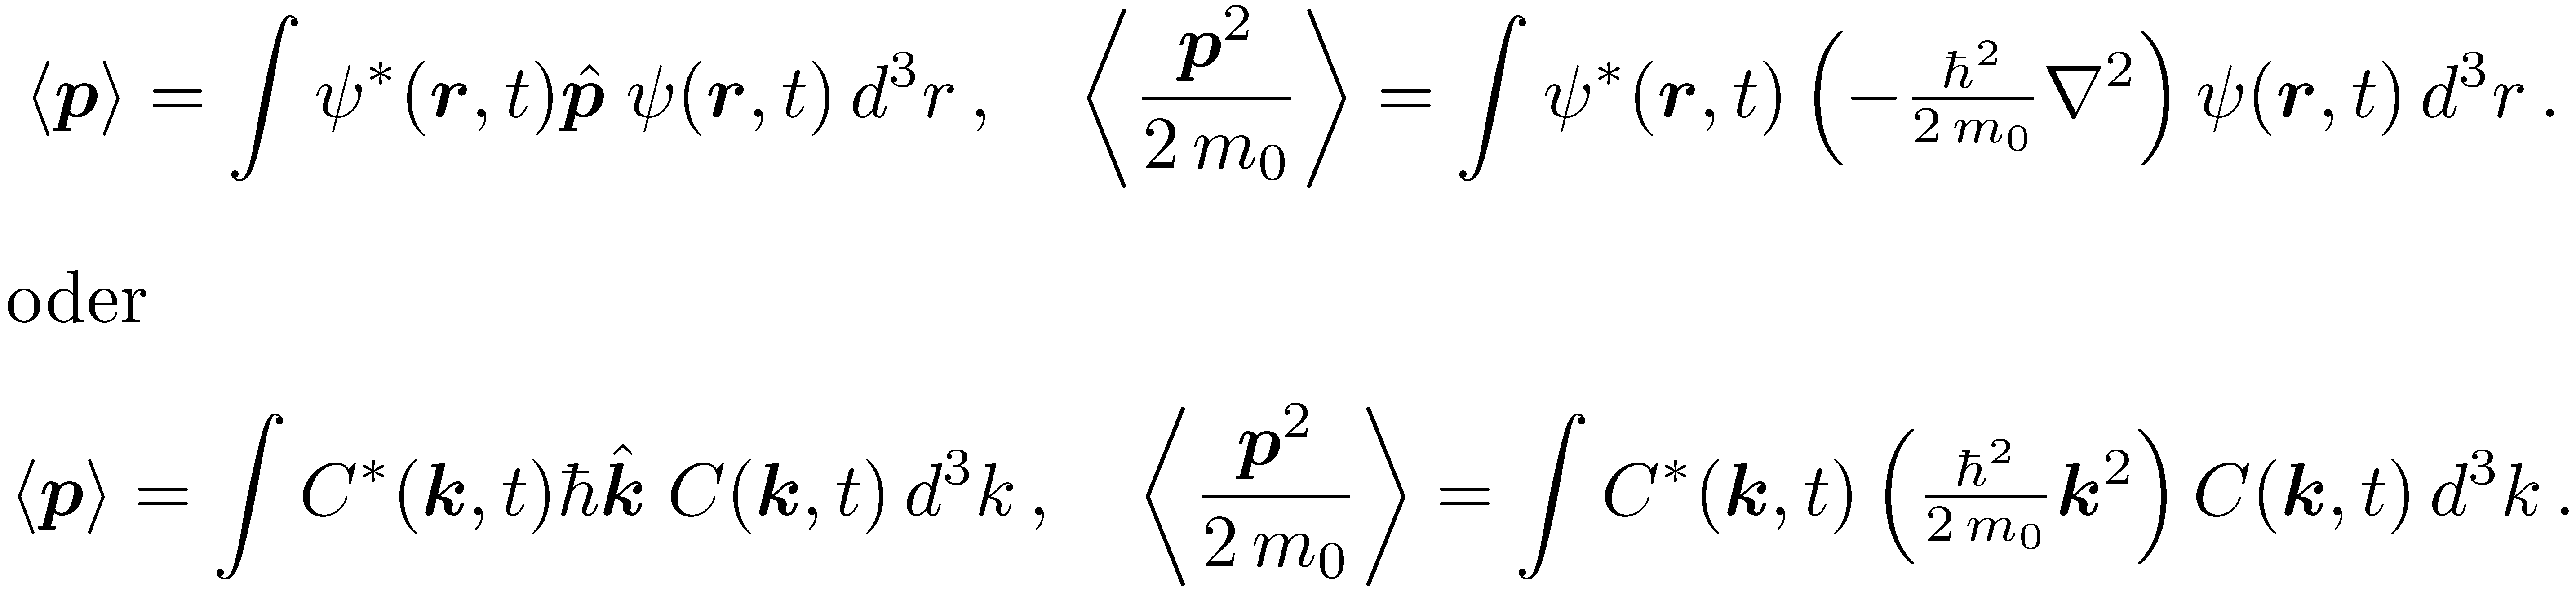 ⟨𝒑⟩ = ∫ ψ*(𝒓, t)𝒑̂ ψ(𝒓, t) d³r , ⟨𝒑²/(2 m₀)⟩ = ∫ ψ*(𝒓, t) (−ħ²/(2 m₀) ∇²) ψ(𝒓, t) d³r .
oder
⟨𝒑⟩ = ∫ C*(𝒌, t)ħ𝒌̂ C(𝒌, t) d³k , ⟨𝒑²/(2 m₀)⟩ = ∫ C*(𝒌, t) (ħ²/(2 m₀) 𝒌²) C(𝒌, t) d³k .